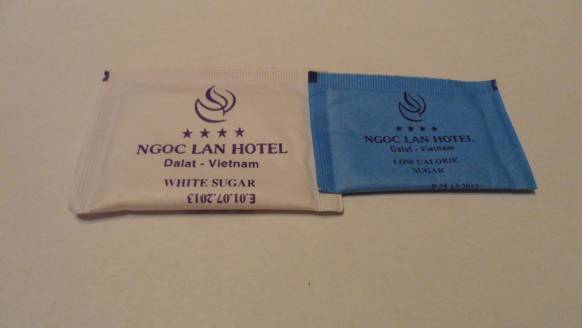 NGOC LAN HOTEL
Dalat - Vietnam
WHITE SUGAR
E.01.07.2013
NGOC LAN HOTEL
Dalat - Vietnam
LOW CALORIE
SUGAR